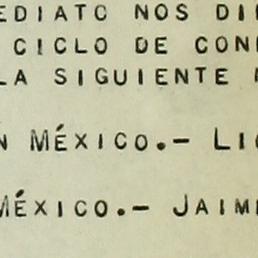 EDIATO NOS DI
CICLO DE CON
LA SIGUIENTE
N MÉXICO.- LI
MÉXICO.- JAIM